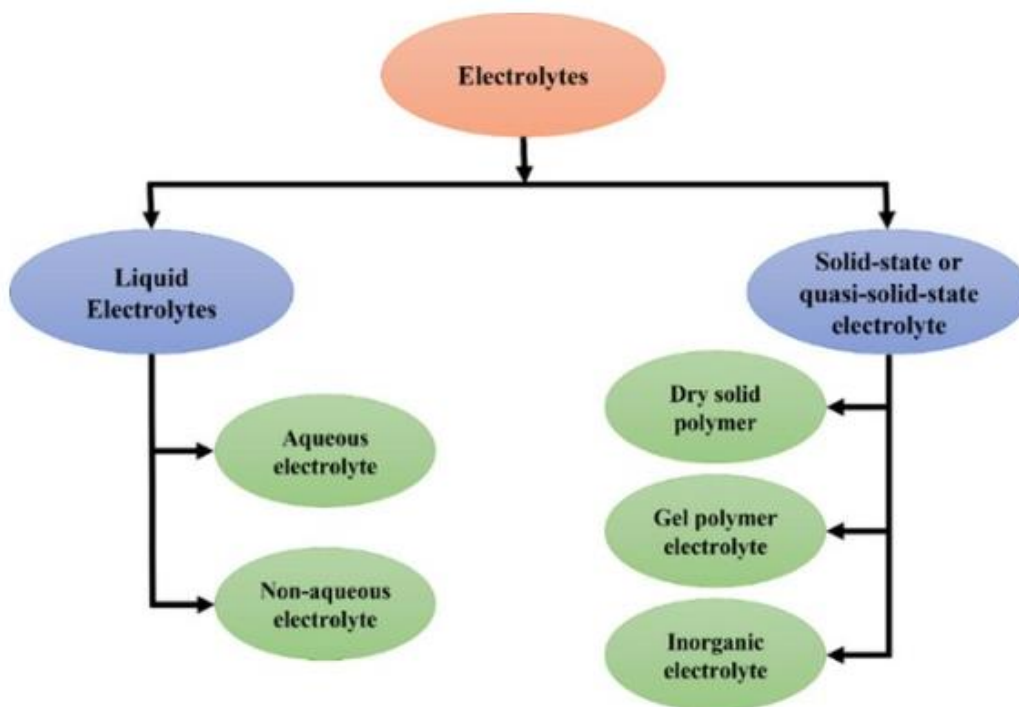 Electrolytes
Liquid
Electrolytes
Solid-state or
quasi-solid-state
electrolyte
Aqueous
electrolyte
Non-aqueous
electrolyte
Dry solid
polymer
Gel polymer
electrolyte
Inorganic
electrolyte